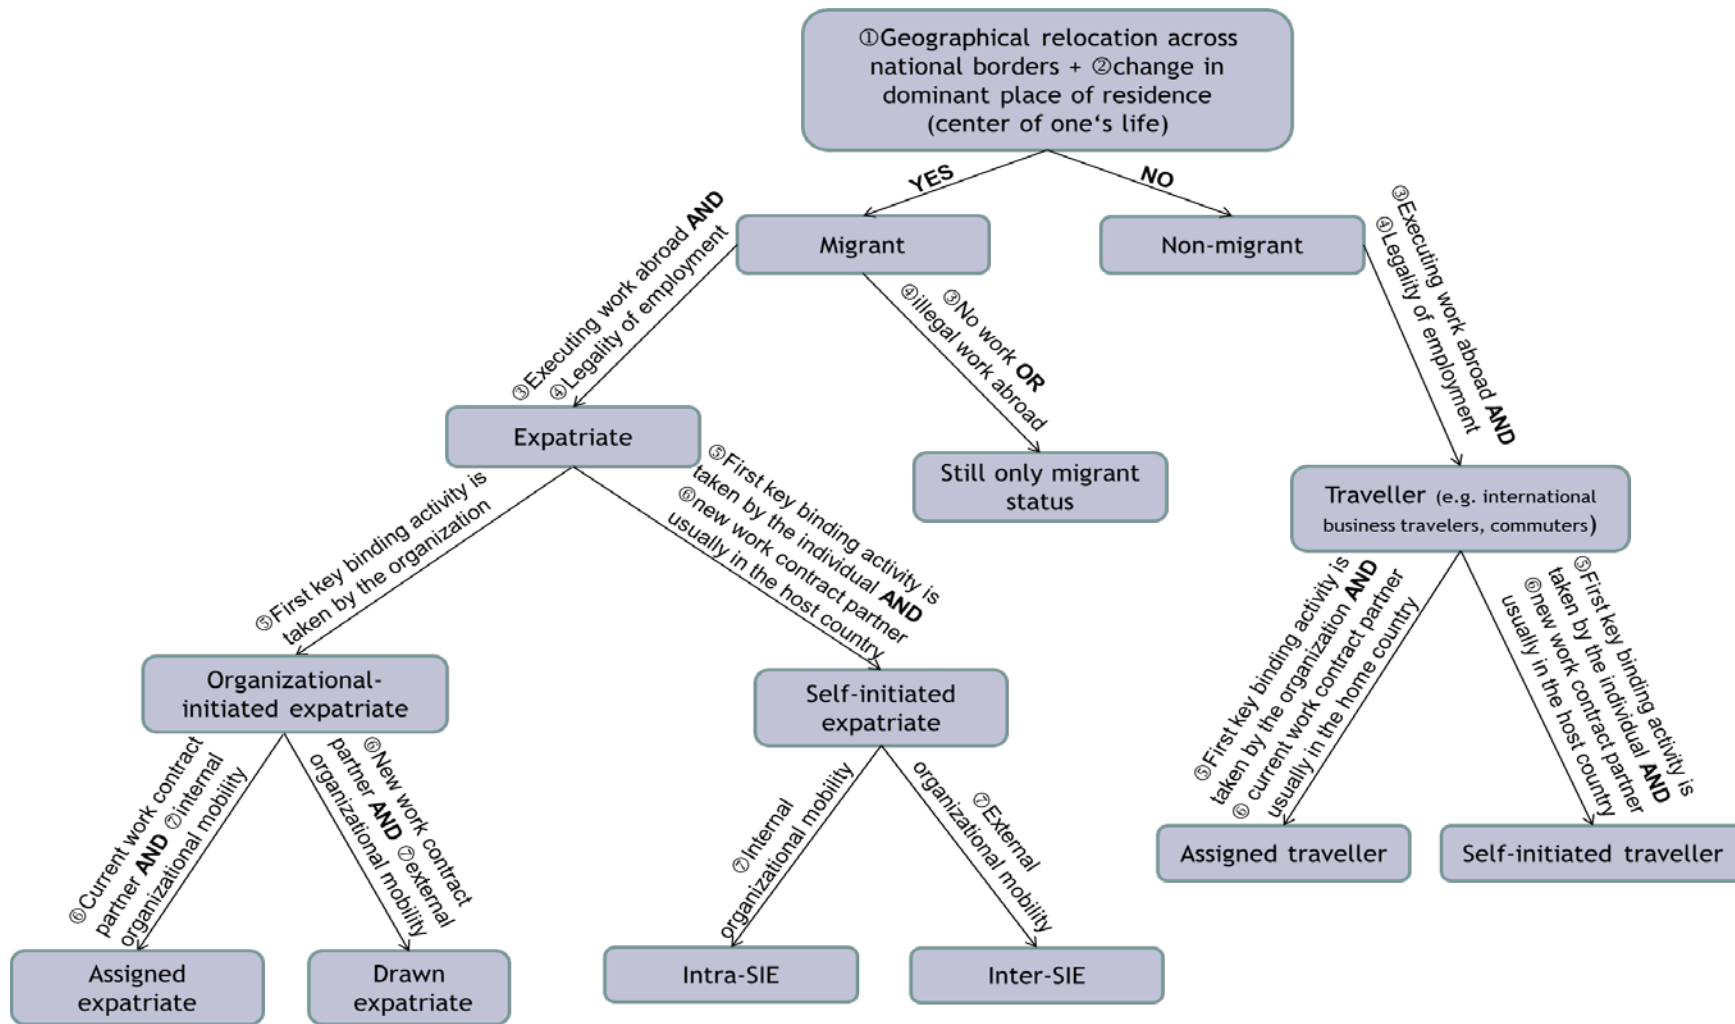 ①Geographical relocation across
national borders + ②change in
dominant place of residence
(center of one‘s life)
YES
NO
Migrant
Non-migrant
③Executing work abroad AND
④Legality of employment
③No work OR
④illegal work abroad
③Executing work abroad AND
④Legality of employment
Expatriate
Still only migrant
status
Traveller (e.g. international
business travelers, commuters)
⑤First key binding activity is
taken by the organization
⑤First key binding activity is
taken by the individual AND
⑥new work contract partner
usually in the host country
⑤First key binding activity is
taken by the organization AND
⑥ current work contract partner
usually in the home country
⑤First key binding activity is
taken by the individual AND
⑥new work contract partner
usually in the host country
Organizational-
initiated expatriate
Self-initiated
expatriate
Assigned traveller
Self-initiated traveller
⑥Current work contract
partner AND ⑦internal
organizational mobility
⑥New work contract
partner AND ⑦external
organizational mobility
⑦Internal
organizational mobility
⑦External
organizational mobility
Assigned
expatriate
Drawn
expatriate
Intra-SIE
Inter-SIE